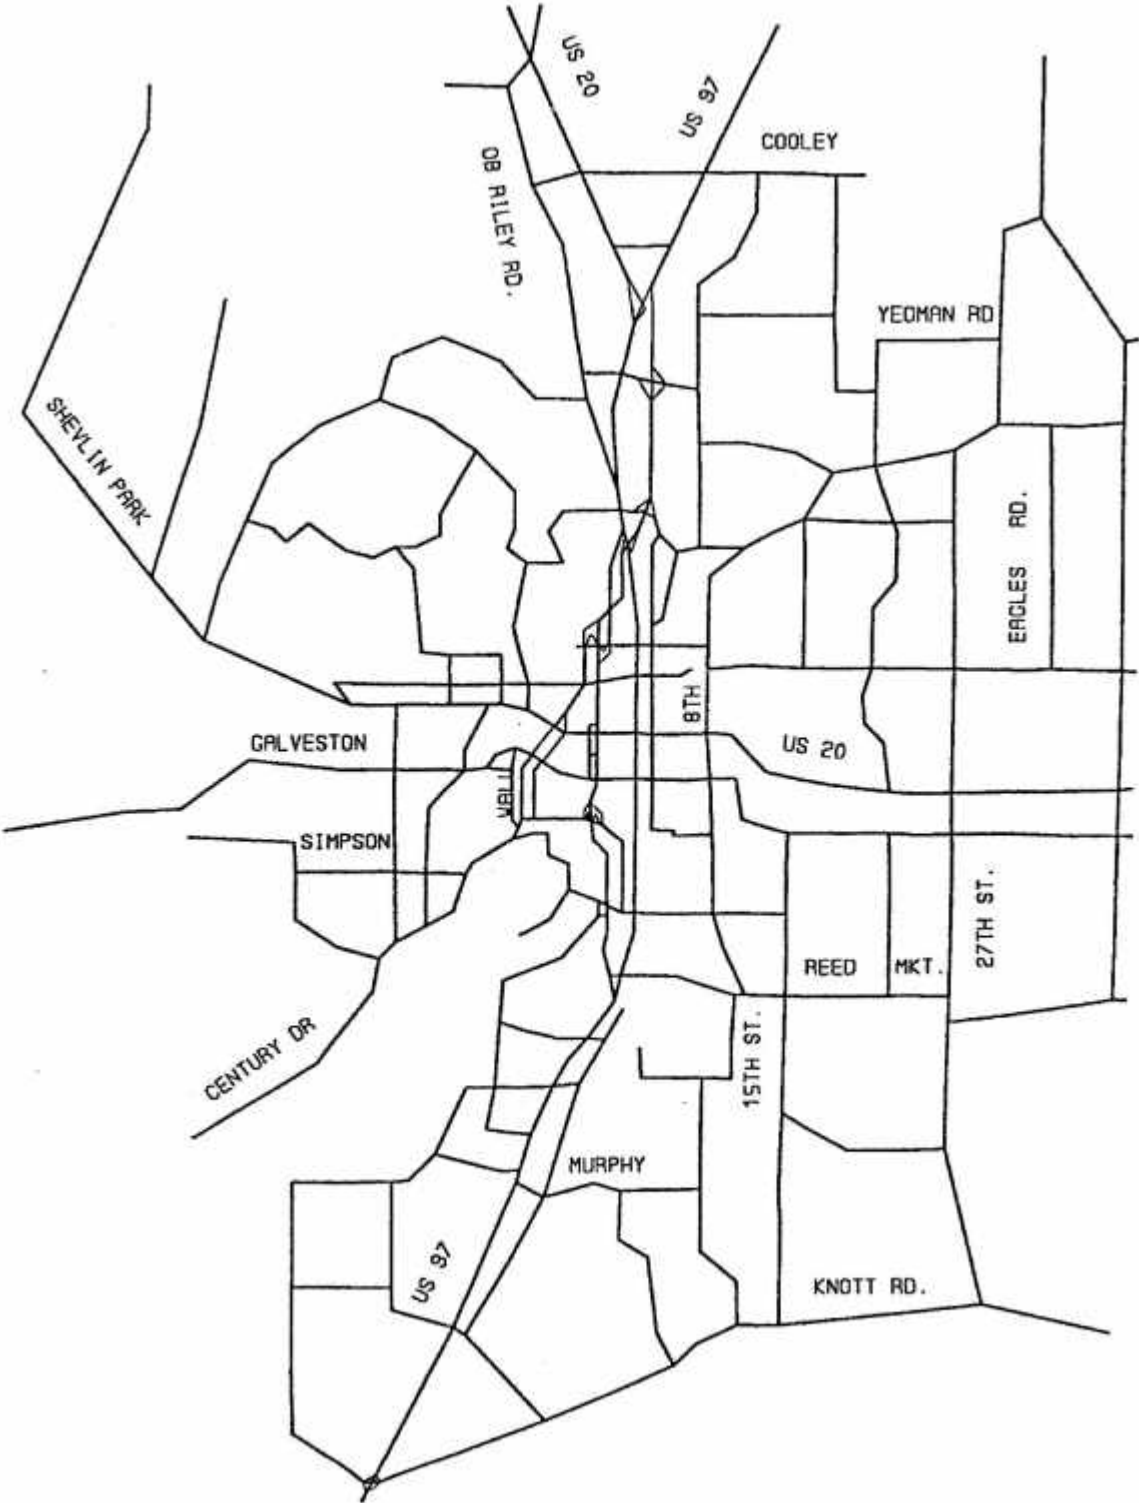 US 20
US 97
COOLEY
OB RILEY RD.
YEOMAN RD
SHEVLIN PARK
EAGLES RD.
8TH
GALVESTON
US 20
WALL
SIMPSON
27TH ST.
REED MKT.
CENTURY DR
15TH ST.
MURPHY
US 97
KNOTT RD.